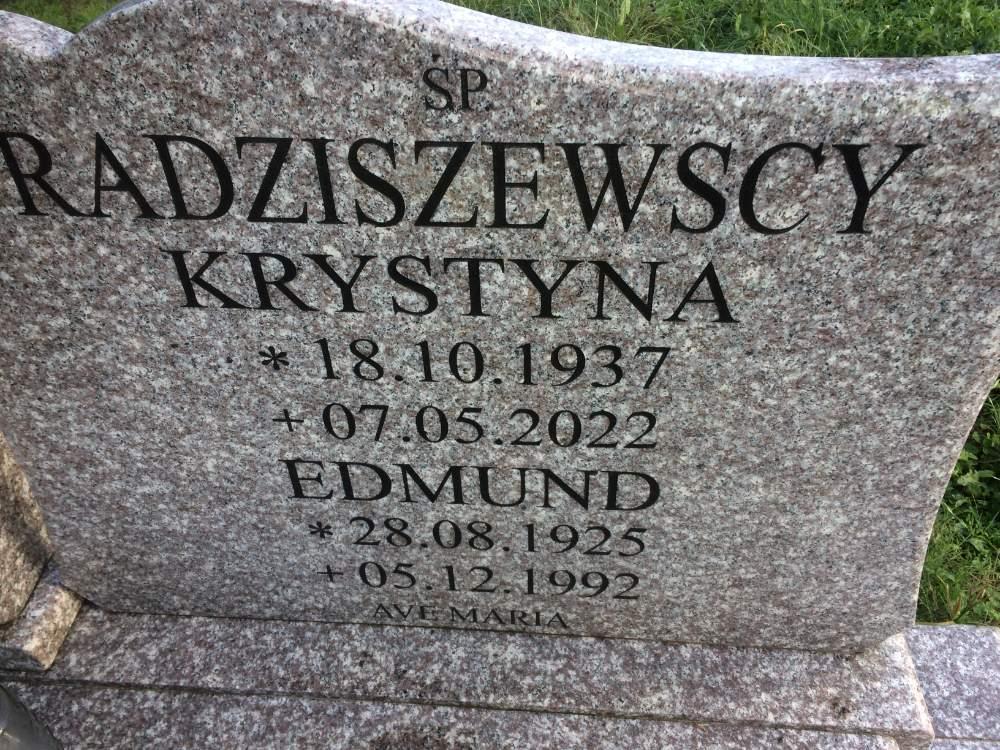 ŚP.
RADZISZEWSCY
KRYSTYNA
* 18.10.1937
+ 07.05.2022
EDMUND
* 28.08.1925
+ 05.12.1992
AVE MARIA